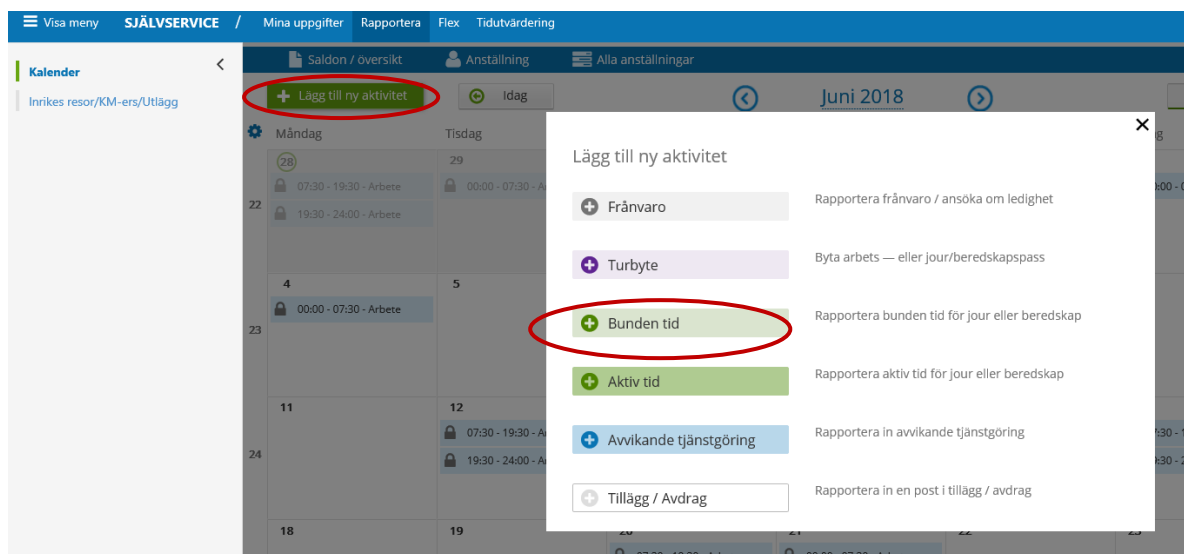 Visa meny SJÄLVSERVICE / Mina uppgifter Rapportera Flex Tidutvärdering
Kalender
Inrikes resor/KM-ers/Utlägg
Saldon / översikt Anställning Alla anställningar
Lägg till ny aktivitet Idag Juni 2018
Måndag Tisdag
28 29
07:30 - 19:30 - Arbete 00:00 - 07:30 -
22
19:30 - 24:00 - Arbete
4 5
00:00 - 07:30 - Arbete
23
11 12
07:30 - 19:30 -
24
19:30 - 24:00 -
18 19
Lägg till ny aktivitet
Frånvaro Rapportera frånvaro / ansöka om ledighet
Turbyte Byta arbets — eller jour/beredskapspass
Bunden tid Rapportera bunden tid för jour eller beredskap
Aktiv tid Rapportera aktiv tid för jour eller beredskap
Avvikande tjänstgöring Rapportera in avvikande tjänstgöring
Tillägg / Avdrag Rapportera in en post i tillägg / avdrag